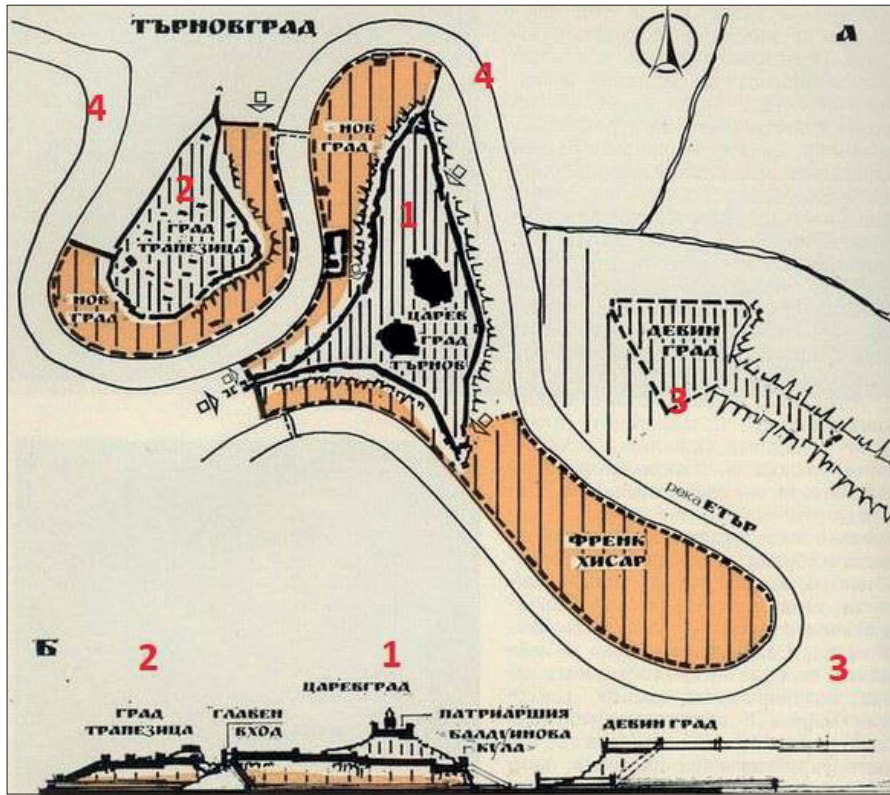 ТЪРНОВГРАД
А
4
4
НОВ
ГРАД
2
ГРАД
ТРАПЕЗИЦА
1
НОВ
ГРАД
ЦАРЕВ
ГРАД
ТЪРНОВ
ДЕВИН
ГРАД
3
река ЕТЪР
ФРЕНК
ХИСАР
Б
2
1
3
ЦАРЕВГРАД
ГРАД
ТРАПЕЗИЦА
ГЛАВЕН
ВХОД
ПАТРИАРШИЯ
БАЛДУИНОВА
КУЛА
ДЕВИН ГРАД